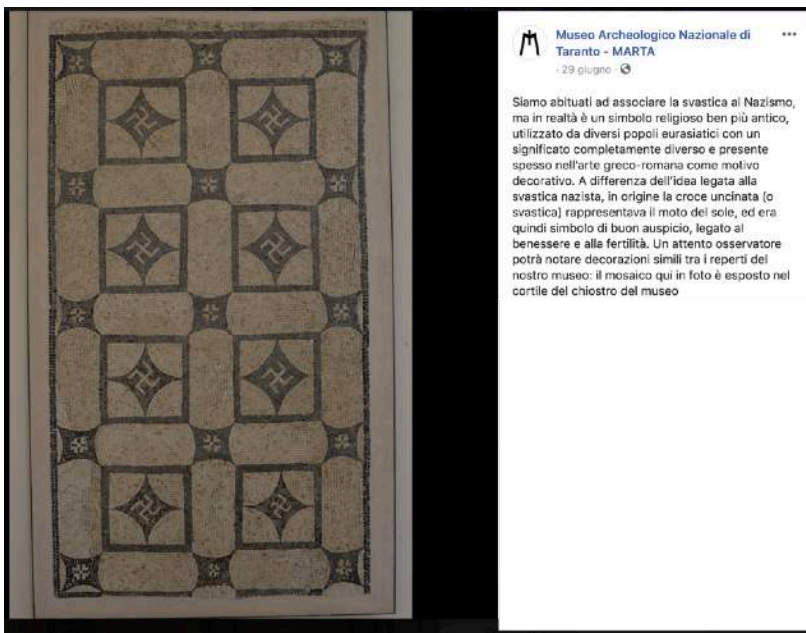 Museo Archeologico Nazionale di
Taranto - MARTA
· 29 giugno ·
Siamo abituati ad associare la svastica al Nazismo,
ma in realtà è un simbolo religioso ben più antico,
utilizzato da diversi popoli eurasiatici con un
significato completamente diverso e presente
spesso nell'arte greco-romana come motivo
decorativo. A differenza dell'idea legata alla
svastica nazista, in origine la croce uncinata (o
svastica) rappresentava il moto del sole, ed era
quindi simbolo di buon auspicio, legato al
benessere e alla fertilità. Un attento osservatore
potrà notare decorazioni simili tra i reperti del
nostro museo: il mosaico qui in foto è esposto nel
cortile del chiostro del museo